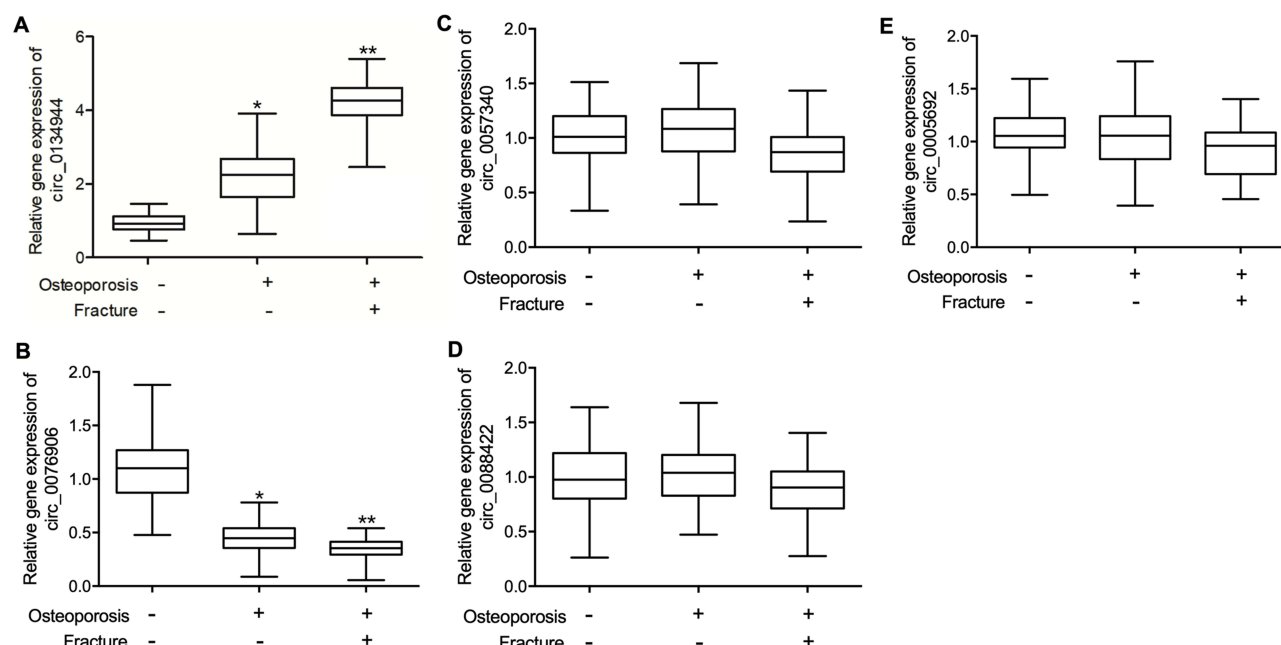 A
Relative gene expression of
circ_0134944
6
4
2
0
*
**
Osteoporosis - + +
Fracture - - +
B
Relative gene expression of
circ_0076906
2.0
1.5
1.0
0.5
0.0
*
**
Osteoporosis - + +
Fracture - - +
C
Relative gene expression of
circ_0057340
2.0
1.5
1.0
0.5
0.0
Osteoporosis - + +
Fracture - - +
D
Relative gene expression of
circ_0088422
2.0
1.5
1.0
0.5
0.0
Osteoporosis - + +
Fracture - - +
E
Relative gene expression of
circ_0005692
2.0
1.5
1.0
0.5
0.0
Osteoporosis - + +
Fracture - - +